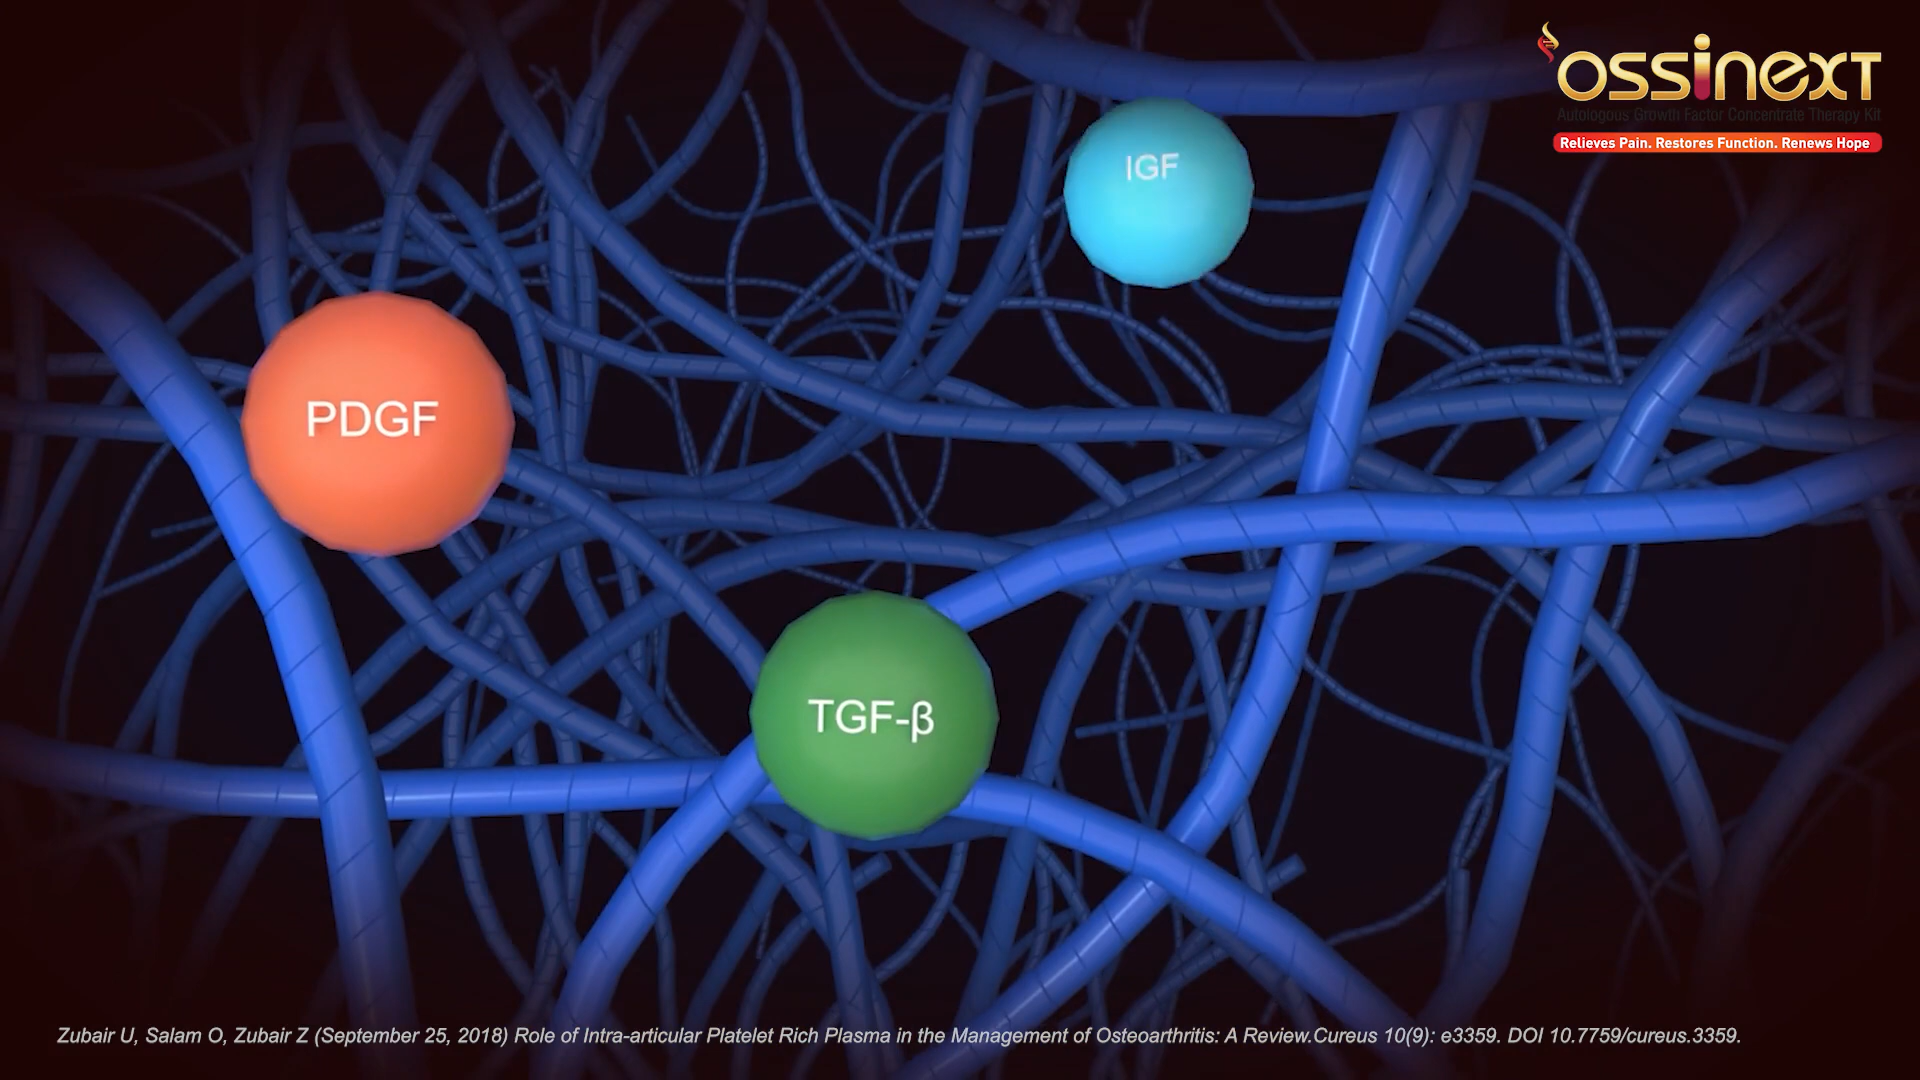 OSSINEXT
Autologous Growth Factor Concentrate Therapy Kit
Relieves Pain. Restores Function. Renews Hope
IGF
PDGF
TGF-β
Zubair U, Salam O, Zubair Z (September 25, 2018) Role of Intra-articular Platelet Rich Plasma in the Management of Osteoarthritis: A Review.Cureus 10(9): e3359. DOI 10.7759/cureus.3359.